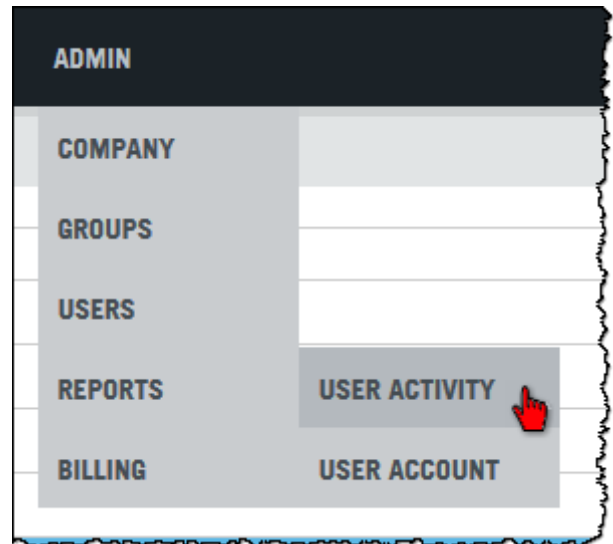 ADMIN
COMPANY
GROUPS
USERS
REPORTS
USER ACTIVITY
BILLING
USER ACCOUNT